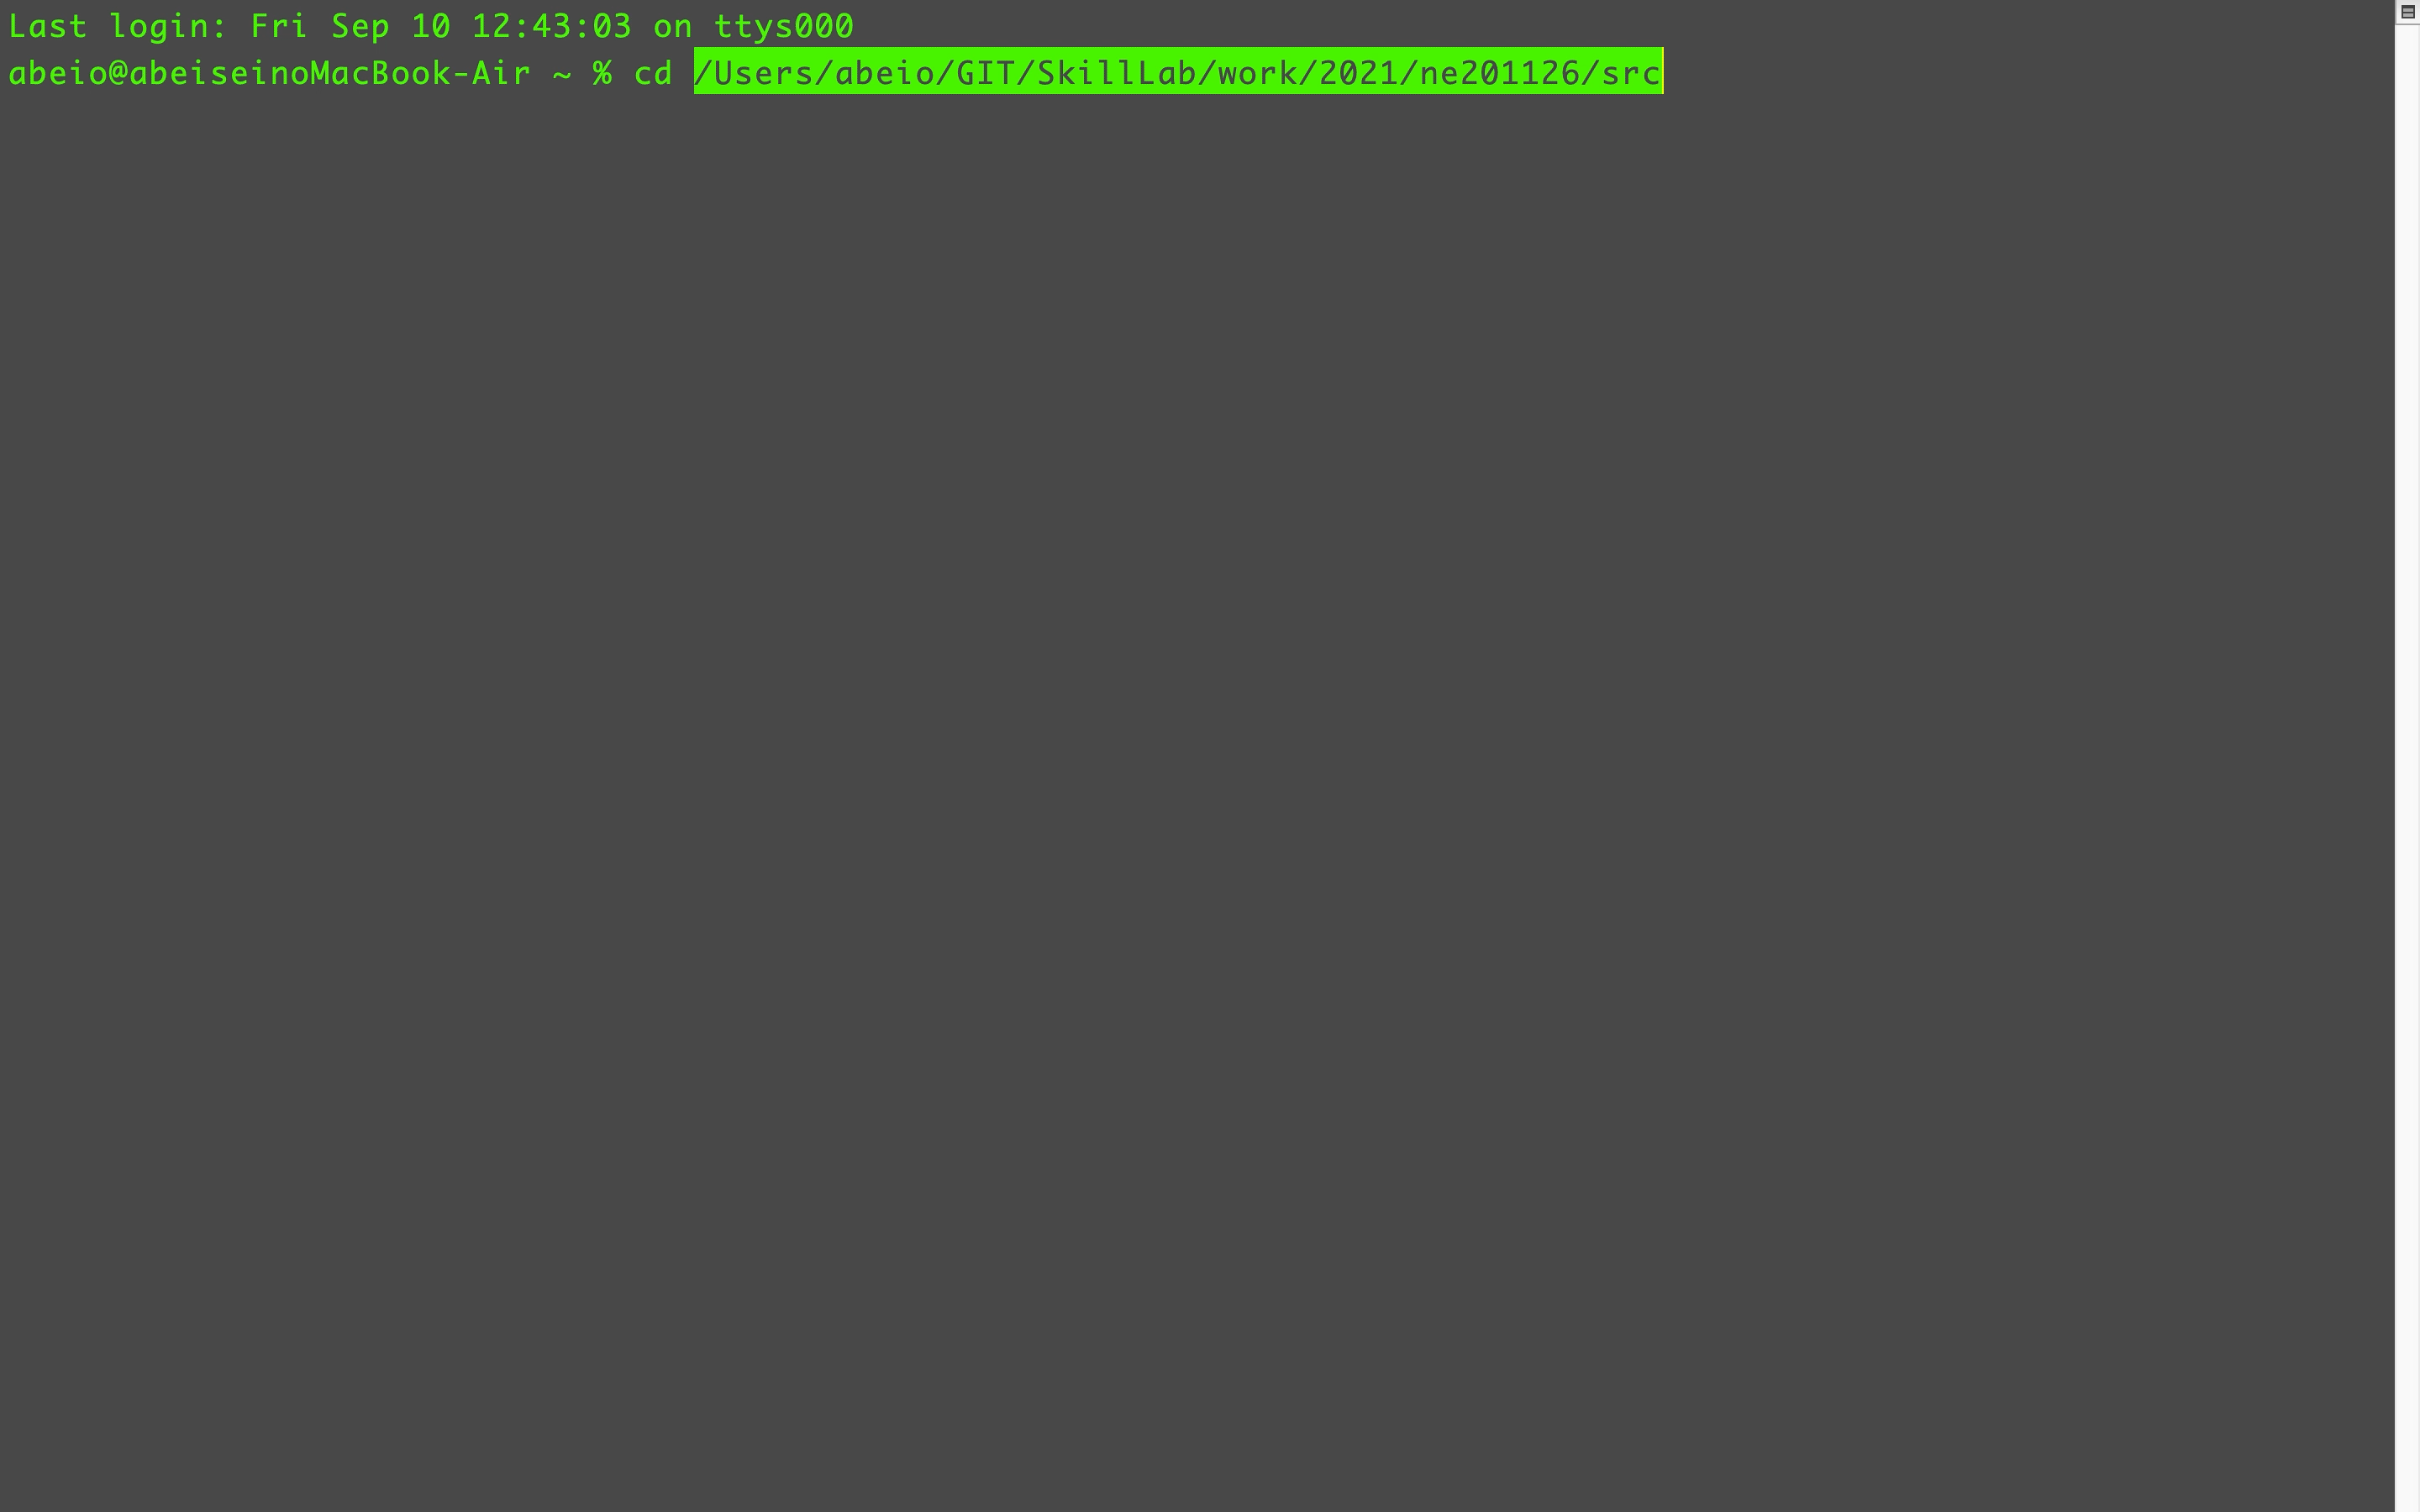 Last login: Fri Sep 10 12:43:03 on ttys000
abeio@abeiseinoMacBook-Air ~ % cd /Users/abeio/GIT/SkillLab/work/2021/ne201126/src